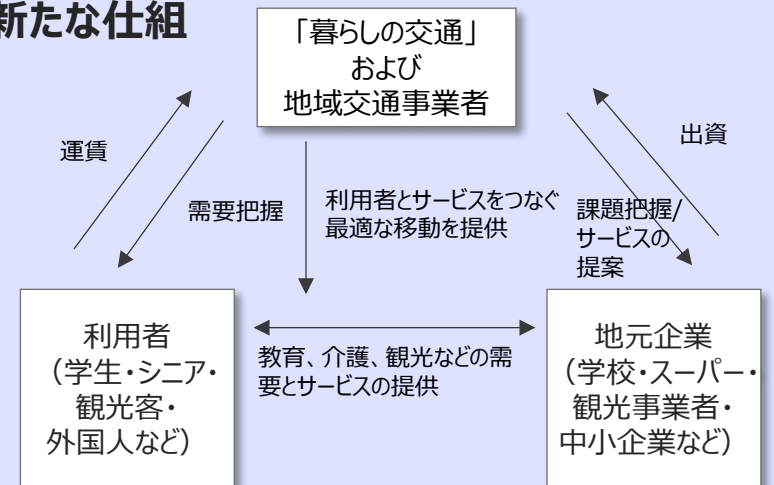 新たな仕組
「暮らしの交通」
および
地域交通事業者
運賃
需要把握
利用者とサービスをつなぐ
最適な移動を提供
課題把握/
サービスの
提案
出資
利用者
（学生・シニア・
観光客・
外国人など）
教育、介護、観光などの需
要とサービスの提供
地元企業
（学校・スーパー・
観光事業者・
中小企業など）